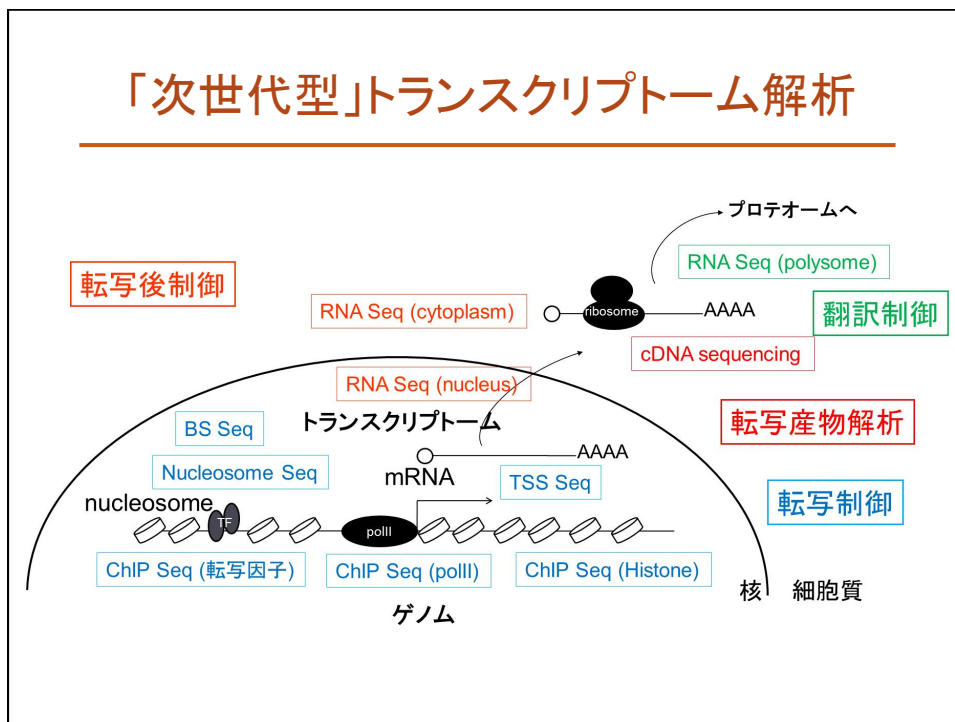 「次世代型」トランスクリプトーム解析
プロテオームへ
RNA Seq (polysome)
転写後制御
RNA Seq (cytoplasm)
ribosome
AAAA
翻訳制御
cDNA sequencing
RNA Seq (nucleus)
トランスクリプトーム
転写産物解析
BS Seq
AAAA
Nucleosome Seq
mRNA
TSS Seq
nucleosome
転写制御
TF
polII
ChIP Seq (転写因子)
ChIP Seq (polII)
ChIP Seq (Histone)
核
細胞質
ゲノム